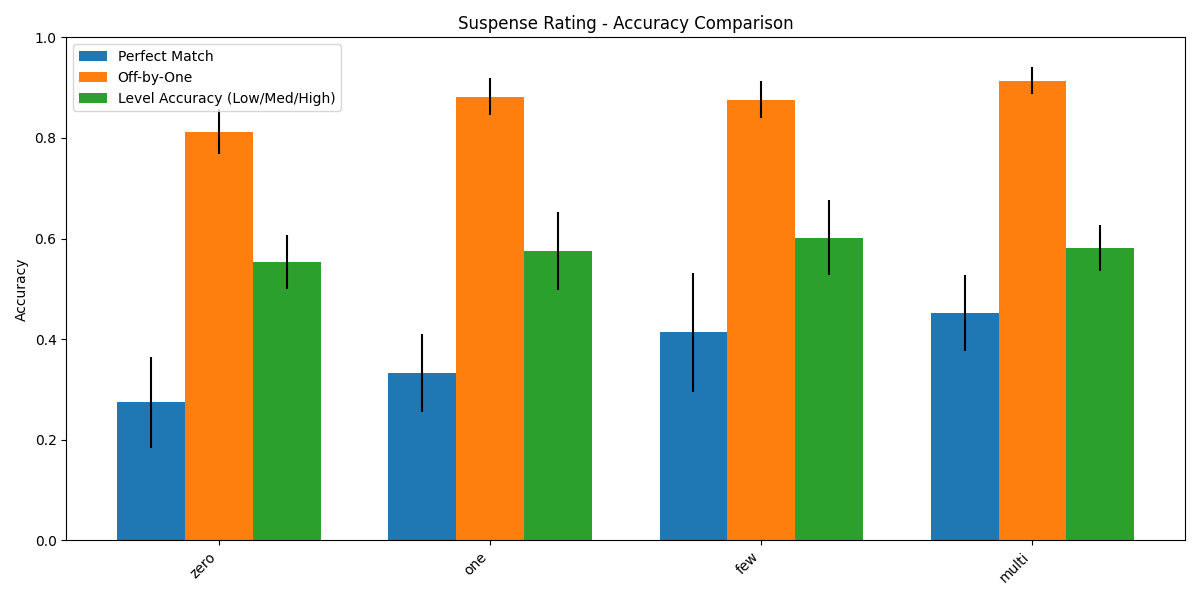 Suspense Rating - Accuracy Comparison
Perfect Match
Off-by-One
Level Accuracy (Low/Med/High)
Accuracy
1.0
0.8
0.6
0.4
0.2
0.0
zero
one
few
multi